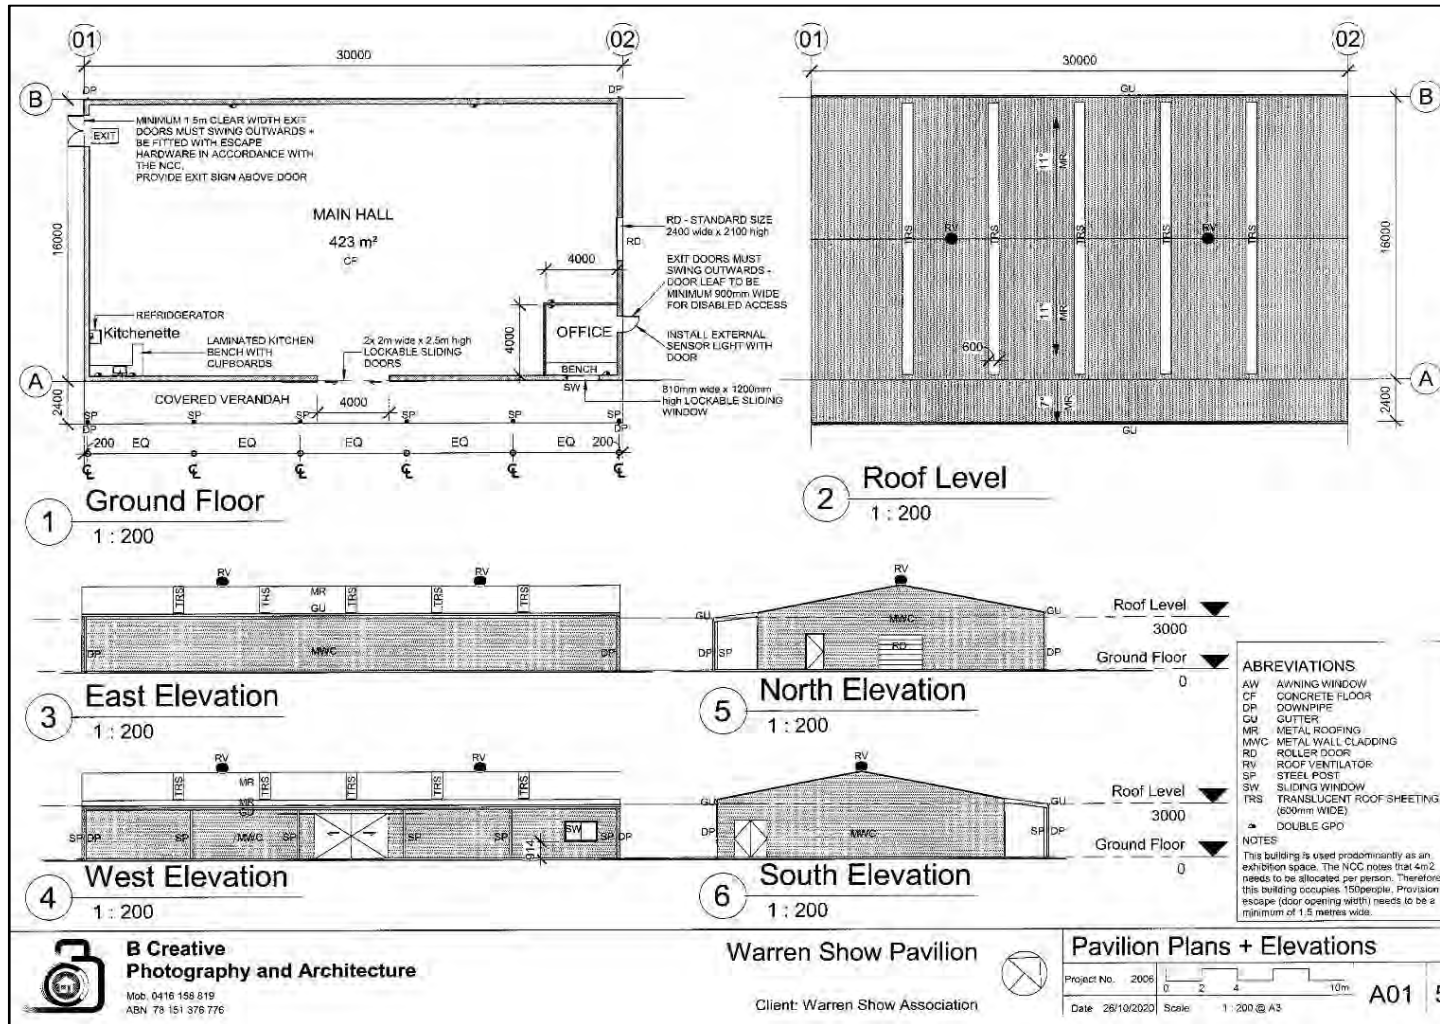 01
02
30000
DP
DP
B
MINIMUM 1.5m CLEAR WIDTH EXIT
DOORS MUST SWING OUTWARDS +
BE FITTED WITH ESCAPE
HARDWARE IN ACCORDANCE WITH
THE NCC.
PROVIDE EXIT SIGN ABOVE DOOR
EXIT
MAIN HALL
423 m²
CF
16000
RD - STANDARD SIZE
2400 wide x 2100 high
RD
4000
EXIT DOORS MUST
SWING OUTWARDS -
DOOR LEAF TO BE
MINIMUM 900mm WIDE
FOR DISABLED ACCESS
REFRIDGERATOR
Kitchenette
LAMINATED KITCHEN
BENCH WITH
CUPBOARDS
2x 2m wide x 2.5m high
LOCKABLE SLIDING
DOORS
4000
OFFICE
BENCH
SW
INSTALL EXTERNAL
SENSOR LIGHT WITH
DOOR
A
810mm wide x 1200mm
high LOCKABLE SLIDING
WINDOW
2400
COVERED VERANDAH
4000
SP
SP
SP
SP
SP
SP
DP
DP
200
EQ
EQ
EQ
EQ
EQ
200
℄
℄
℄
℄
℄
℄
1
Ground Floor
1 : 200
01
02
30000
GU
B
11°
MR
TRS
TRS
TRS
TRS
TRS
RV
RV
16000
11°
MR
600
A
7°
MR
2400
GU
2
Roof Level
1 : 200
RV
RV
TRS
TRS
MR
GU
TRS
TRS
TRS
DP
MWC
DP
3
East Elevation
1 : 200
RV
GU
MWC
GU
DP
SP
RD
DP
Roof Level
3000
Ground Floor
0
5
North Elevation
1 : 200
RV
RV
TRS
TRS
MR
TRS
TRS
TRS
MR
GU
SP
DP
SP
MWC
SP
SP
SP
SW
914
SP
DP
4
West Elevation
1 : 200
RV
GU
GU
DP
MWC
SP
DP
Roof Level
3000
Ground Floor
0
6
South Elevation
1 : 200
ABREVIATIONS
AW AWNING WINDOW
CF CONCRETE FLOOR
DP DOWNPIPE
GU GUTTER
MR METAL ROOFING
MWC METAL WALL CLADDING
RD ROLLER DOOR
RV ROOF VENTILATOR
SP STEEL POST
SW SLIDING WINDOW
TRS TRANSLUCENT ROOF SHEETING
(600mm WIDE)
DOUBLE GPO
NOTES
This building is used predominantly as an
exhibition space. The NCC notes that 4m2
needs to be allocated per person. Therefore
this building occupies 150people. Provision
escape (door opening width) needs to be a
minimum of 1.5 metres wide.
B Creative
Photography and Architecture
Mob. 0416 158 819
ABN 78 151 376 776
Warren Show Pavilion
Client: Warren Show Association
Pavilion Plans + Elevations
Project No. 2006
0 2 4 10m
Date 26/10/2020 Scale 1 : 200 @ A3
A01
5